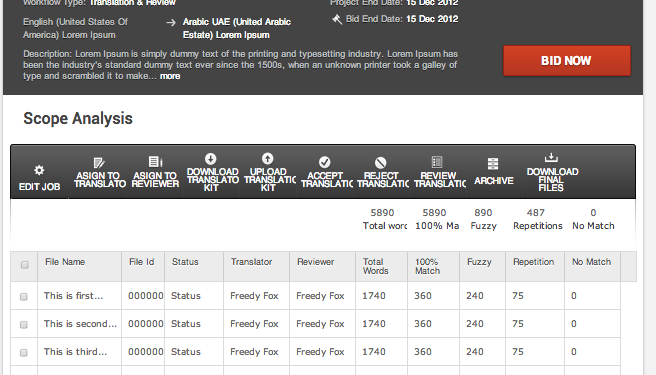 Workflow Type: Translation & Review
Project End Date: 15 Dec 2012
English (United States Of America) Lorem Ipsum
Arabic UAE (United Arabic Estate) Lorem Ipsum
Bid End Date: 15 Dec 2012
Description: Lorem Ipsum is simply dummy text of the printing and typesetting industry. Lorem Ipsum has
been the industry's standard dummy text ever since the 1500s, when an unknown printer took a galley of
type and scrambled it to make... more
BID NOW
Scope Analysis
EDIT JOB
ASIGN TO
TRANSLATO
ASIGN TO
REVIEWER
DOWNLOAD
TRANSLATO
KIT
UPLOAD
TRANSLATIC
KIT
ACCEPT
TRANSLATIC
REJECT
TRANSLATIC
REVIEW
TRANSLATIC
ARCHIVE
DOWNLOAD
FINAL
FILES
5890 5890 890 487 0
Total word 100% Ma Fuzzy Repetitions No Match
File Name File Id Status Translator Reviewer Total Words 100% Match Fuzzy Repetition No Match
This is first... 000000 Status Freedy Fox Freedy Fox 1740 360 240 75 0
This is second... 000000 Status Freedy Fox Freedy Fox 1740 360 240 75 0
This is third... 000000 Status Freedy Fox Freedy Fox 1740 360 240 75 0